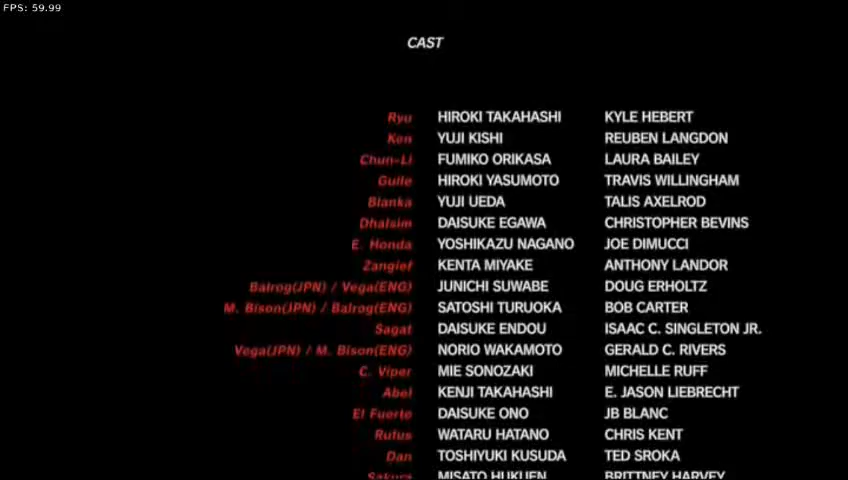 FPS: 59.99
CAST
Ryu HIROKI TAKAHASHI KYLE HEBERT
Ken YUJI KISHI REUBEN LANGDON
Chun-Li FUMIKO ORIKASA LAURA BAILEY
Guile HIROKI YASUMOTO TRAVIS WILLINGHAM
Blanka YUJI UEDA TALIS AXELROD
Dhalsim DAISUKE EGAWA CHRISTOPHER BEVINS
E. Honda YOSHIKAZU NAGANO JOE DIMUCCI
Zangief KENTA MIYAKE ANTHONY LANDOR
Balrog(JPN) / Vega(ENG) JUNICHI SUWABE DOUG ERHOLTZ
M. Bison(JPN) / Balrog(ENG) SATOSHI TURUOKA BOB CARTER
Sagat DAISUKE ENDOU ISAAC C. SINGLETON JR.
Vega(JPN) / M. Bison(ENG) NORIO WAKAMOTO GERALD C. RIVERS
C. Viper MIE SONOZAKI MICHELLE RUFF
Abel KENJI TAKAHASHI E. JASON LIEBRECHT
El Fuerte DAISUKE ONO JB BLANC
Rufus WATARU HATANO CHRIS KENT
Dan TOSHIYUKI KUSUDA TED SROKA
Sakura MISATO HUKUEN BRITTNEY HARVEY